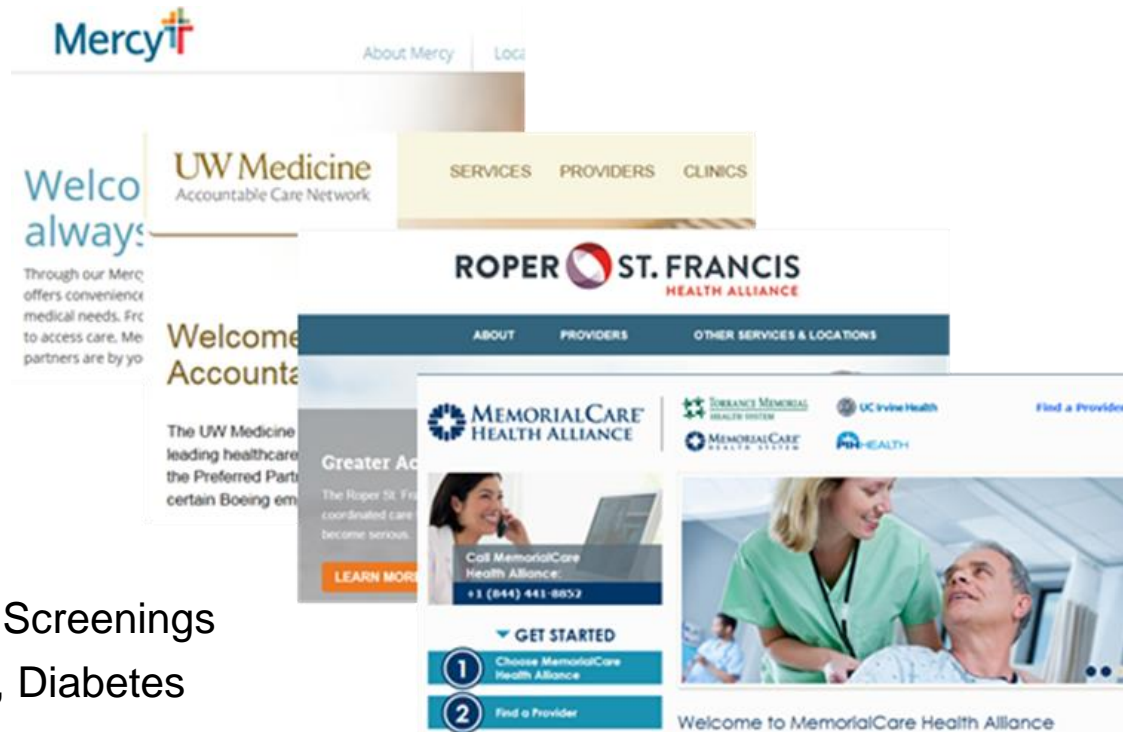 Mercy
About Mercy
UW Medicine
Accountable Care Network
SERVICES PROVIDERS CLINICS
Welco
always
Through our Merc
offers convenience
medical needs. Fro
to access care, Me
partners are by yo
ROPER ST. FRANCIS
HEALTH ALLIANCE
ABOUT PROVIDERS OTHER SERVICES & LOCATIONS
Welcome
Accounta
The UW Medicine
leading healthcare
the Preferred Part
certain Boeing em
Greater Ac
The Roper St. Fra
coordinated care
become serious.
LEARN MORE
MEMORIALCARE
HEALTH ALLIANCE
TORRANCE MEMORIAL
HEALTH SYSTEM
UC Irvine Health
MEMORIALCARE
HEALTH SYSTEM
PIH HEALTH
Find a Provider
Call MemorialCare
Health Alliance:
+1 (844) 441-8852
GET STARTED
1 Choose MemorialCare
Health Alliance
2 Find a Provider
Welcome to MemorialCare Health Alliance
Screenings
, Diabetes